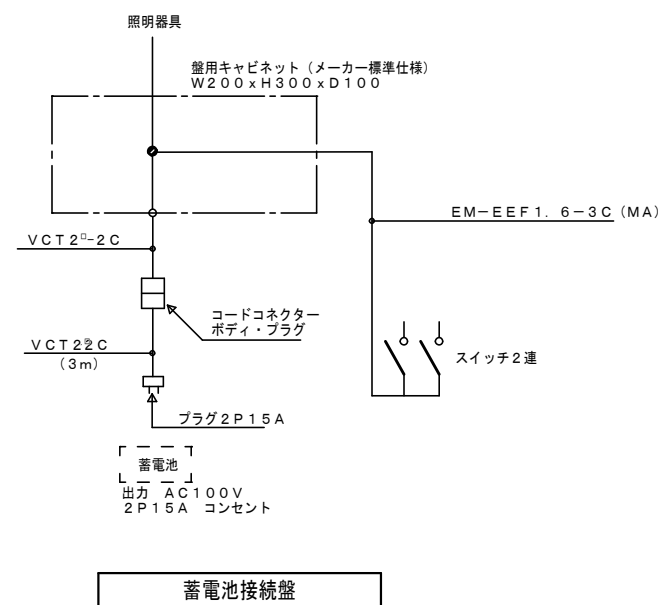 照明器具
盤用キャビネット（メーカー標準仕様）
Ｗ２００ｘＨ３００ｘＤ１００
ＥＭ－ＥＥＦ１．６－３Ｃ（ＭＡ）
ＶＣＴ２□-２Ｃ
コードコネクター
ボディ・プラグ
ＶＣＴ２２Ｃ
（３ｍ）
スイッチ２連
プラグ２Ｐ１５Ａ
蓄電池
出力　ＡＣ１００Ｖ
２Ｐ１５Ａ　コンセント
蓄電池接続盤